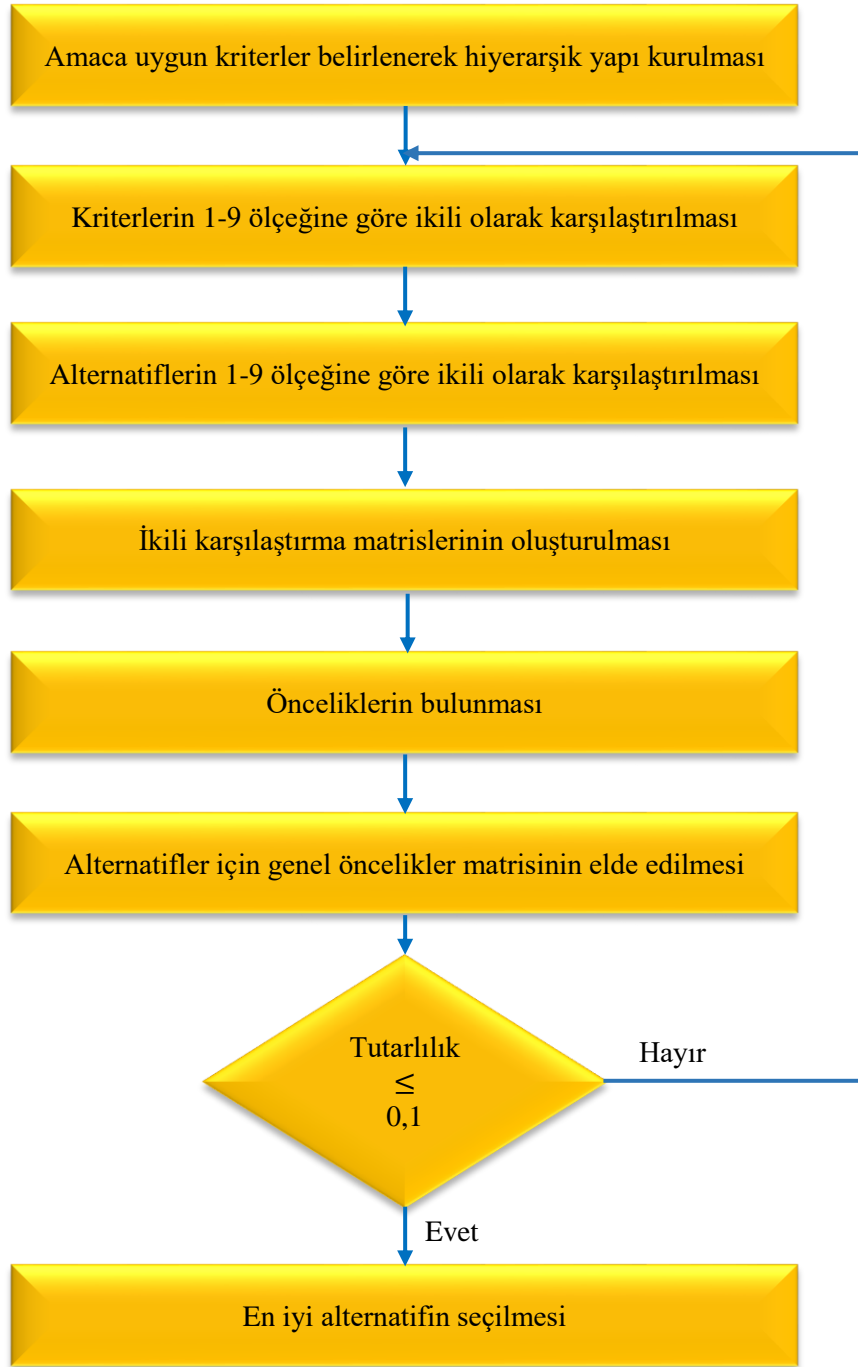 Amaca uygun kriterler belirlenerek hiyerarşik yapı kurulması
Kriterlerin 1-9 ölçeğine göre ikili olarak karşılaştırılması
Alternatiflerin 1-9 ölçeğine göre ikili olarak karşılaştırılması
İkili karşılaştırma matrislerinin oluşturulması
Önceliklerin bulunması
Alternatifler için genel öncelikler matrisinin elde edilmesi
Tutarlılık
≤
0,1
Hayır
Evet
En iyi alternatifin seçilmesi